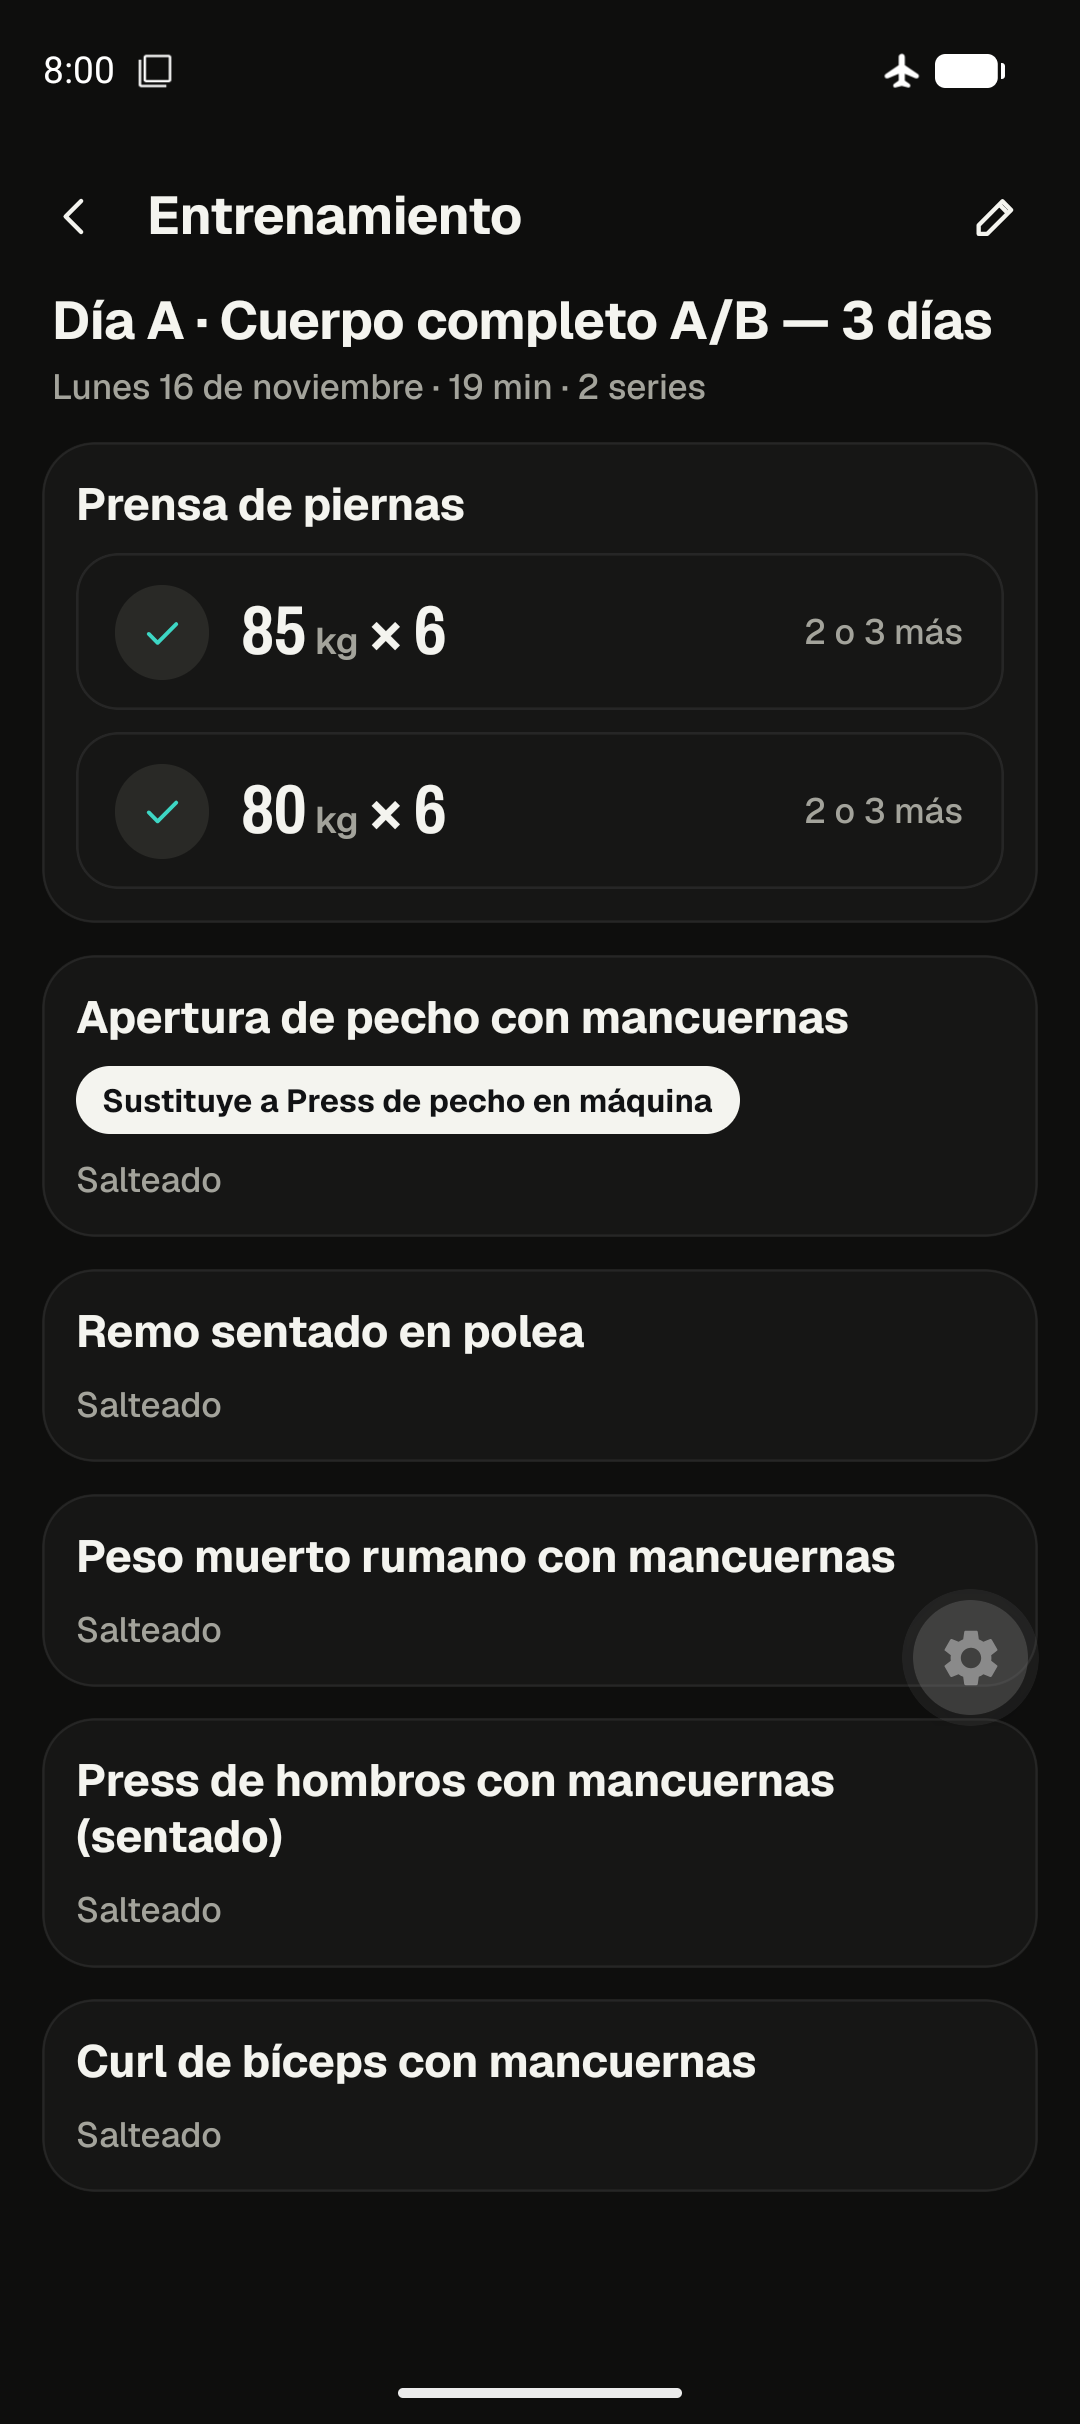 8:00
Entrenamiento
Día A · Cuerpo completo A/B — 3 días
Lunes 16 de noviembre · 19 min · 2 series
Prensa de piernas
85 kg × 6
2 o 3 más
80 kg × 6
2 o 3 más
Apertura de pecho con mancuernas
Sustituye a Press de pecho en máquina
Salteado
Remo sentado en polea
Salteado
Peso muerto rumano con mancuernas
Salteado
Press de hombros con mancuernas
(sentado)
Salteado
Curl de bíceps con mancuernas
Salteado